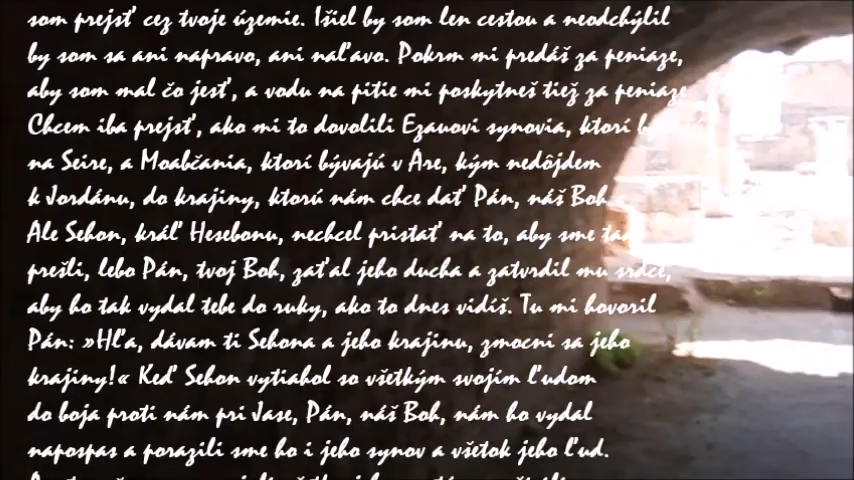 som prejsť cez tvoje územie. Išiel by som len cestou a neodchýlil
by som sa ani napravo, ani naľavo. Pokrm mi predáš za peniaze,
aby som mal čo jesť, a vodu na pitie mi poskytneš tiež za peniaze
Chcem iba prejsť, ako mi to dovolili Ezauovi synovia, ktorí
na Seire, a Moabčania, ktorí bývajú v Are, kým nedôjdem
k Jordánu, do krajiny, ktorú nám chce dať Pán, náš Boh
Ale Sehon, kráľ Hesebonu, nechcel pristať na to, aby sme
prešli, lebo Pán, tvoj Boh, zaťal jeho ducha a zatvrdil mu srdce,
aby ho tak vydal tebe do ruky, ako to dnes vidíš. Tu mi hovoril
Pán: »Hľa, dávam ti Sehona a jeho krajinu, zmocni sa jeho
krajiny!« Keď Sehon vytiahol so všetkým svojím ľudom
do boja proti nám pri Jase, Pán, náš Boh, nám ho vydal
napospas a porazili sme ho i jeho synov a všetok jeho ľud.